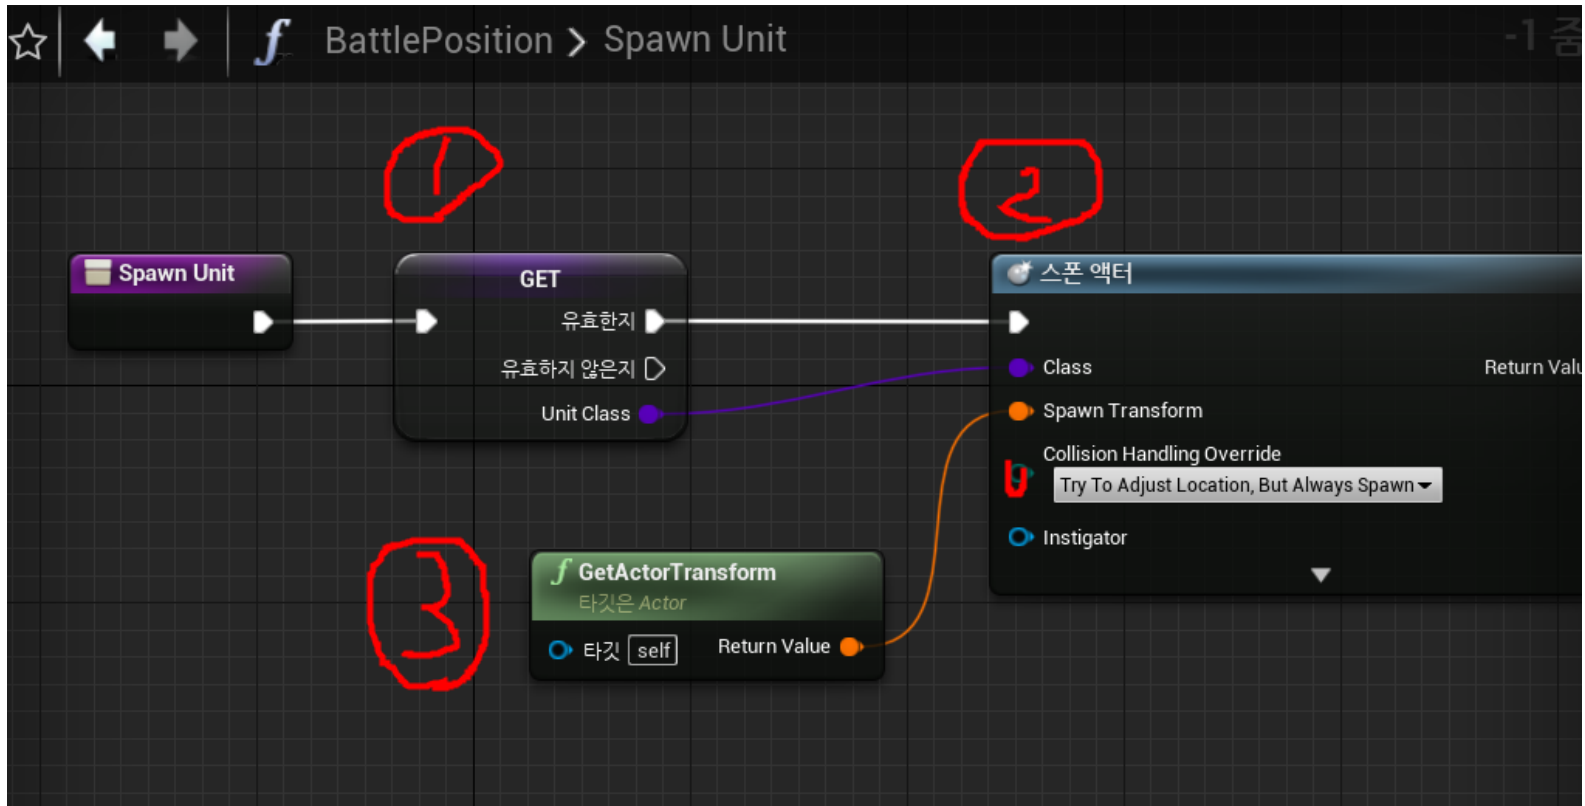 BattlePosition > Spawn Unit
-1 줌
1
2
Spawn Unit
GET
유효한지
유효하지 않은지
Unit Class
스폰 액터
Class
Return Valu
Spawn Transform
Collision Handling Override
Try To Adjust Location, But Always Spawn
Instigator
3
f GetActorTransform
타깃은 Actor
타깃 self
Return Value